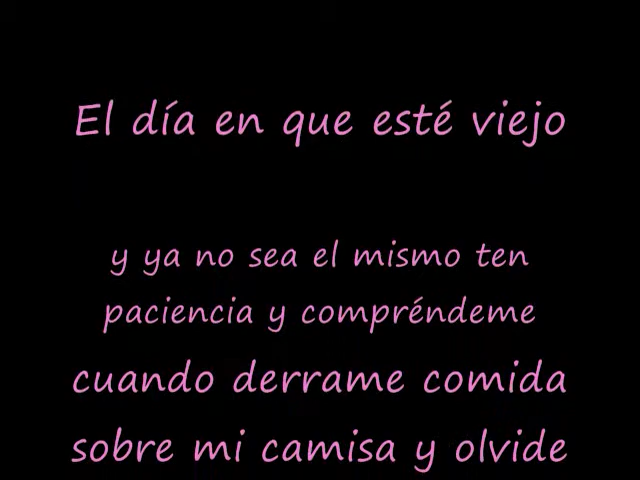 El día en que esté viejo
y ya no sea el mismo ten
paciencia y compréndeme
cuando derrame comida
sobre mi camisa y olvide